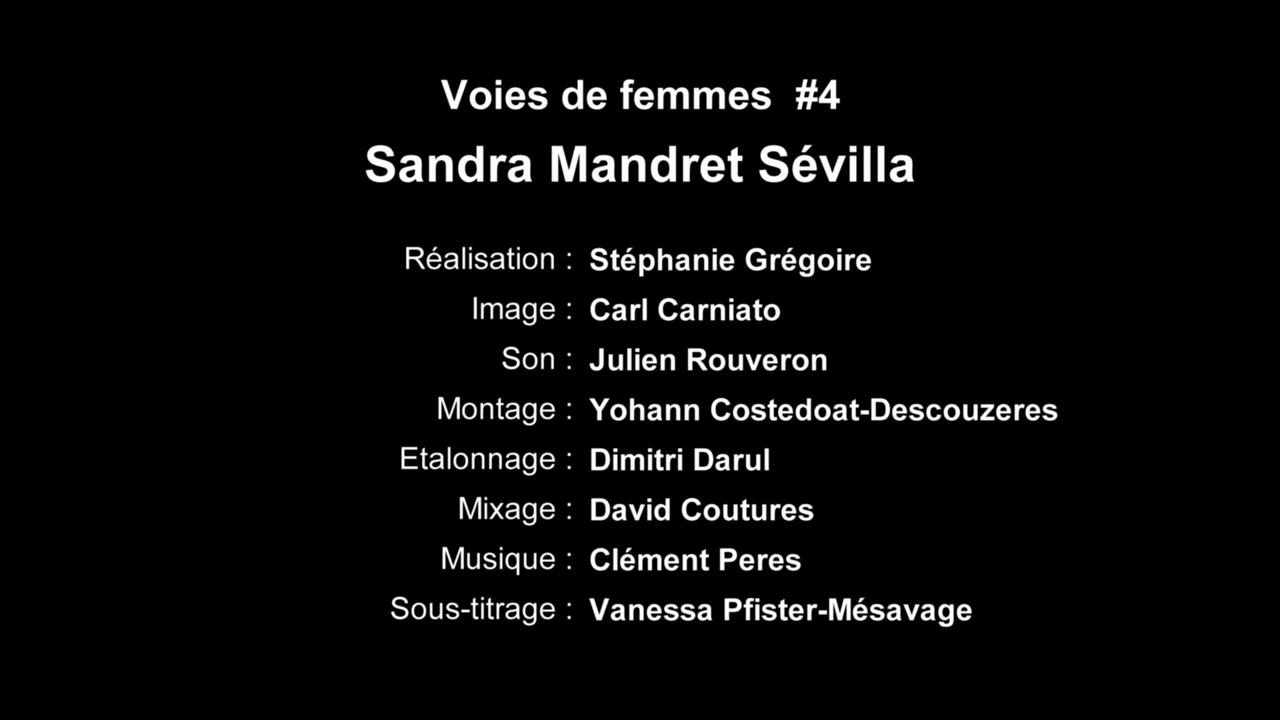 Voies de femmes #4
Sandra Mandret Sévilla
Réalisation : Stéphanie Grégoire
Image : Carl Carniato
Son : Julien Rouveron
Montage : Yohann Costedoat-Descouzeres
Etalonnage : Dimitri Darul
Mixage : David Coutures
Musique : Clément Peres
Sous-titrage : Vanessa Pfister-Mésavage